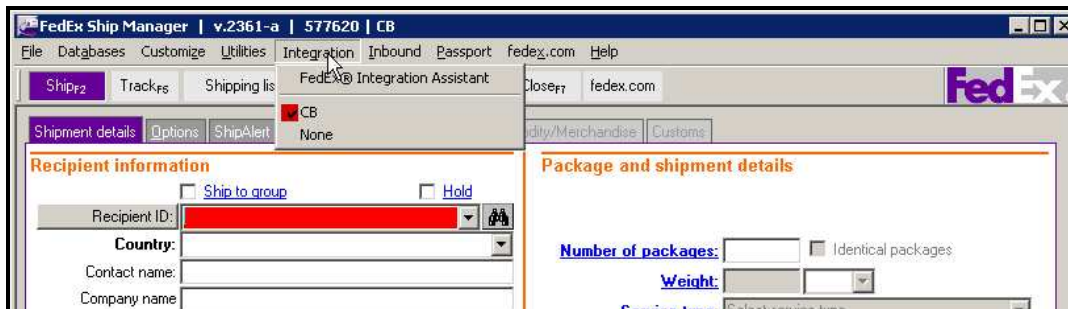 FedEx Ship Manager | v.2361-a | 577620 | CB
File Databases Customize Utilities Integration Inbound Passport fedex.com Help
ShipF2 TrackF6 Shipping lis CloseF7 fedex.com FedEx
FedEx® Integration Assistant
CB
None
Shipment details Options ShipAlert dity/Merchandise Customs
Recipient information
Ship to group Hold
Recipient ID:
Country:
Contact name:
Company name
Package and shipment details
Number of packages: Identical packages
Weight: